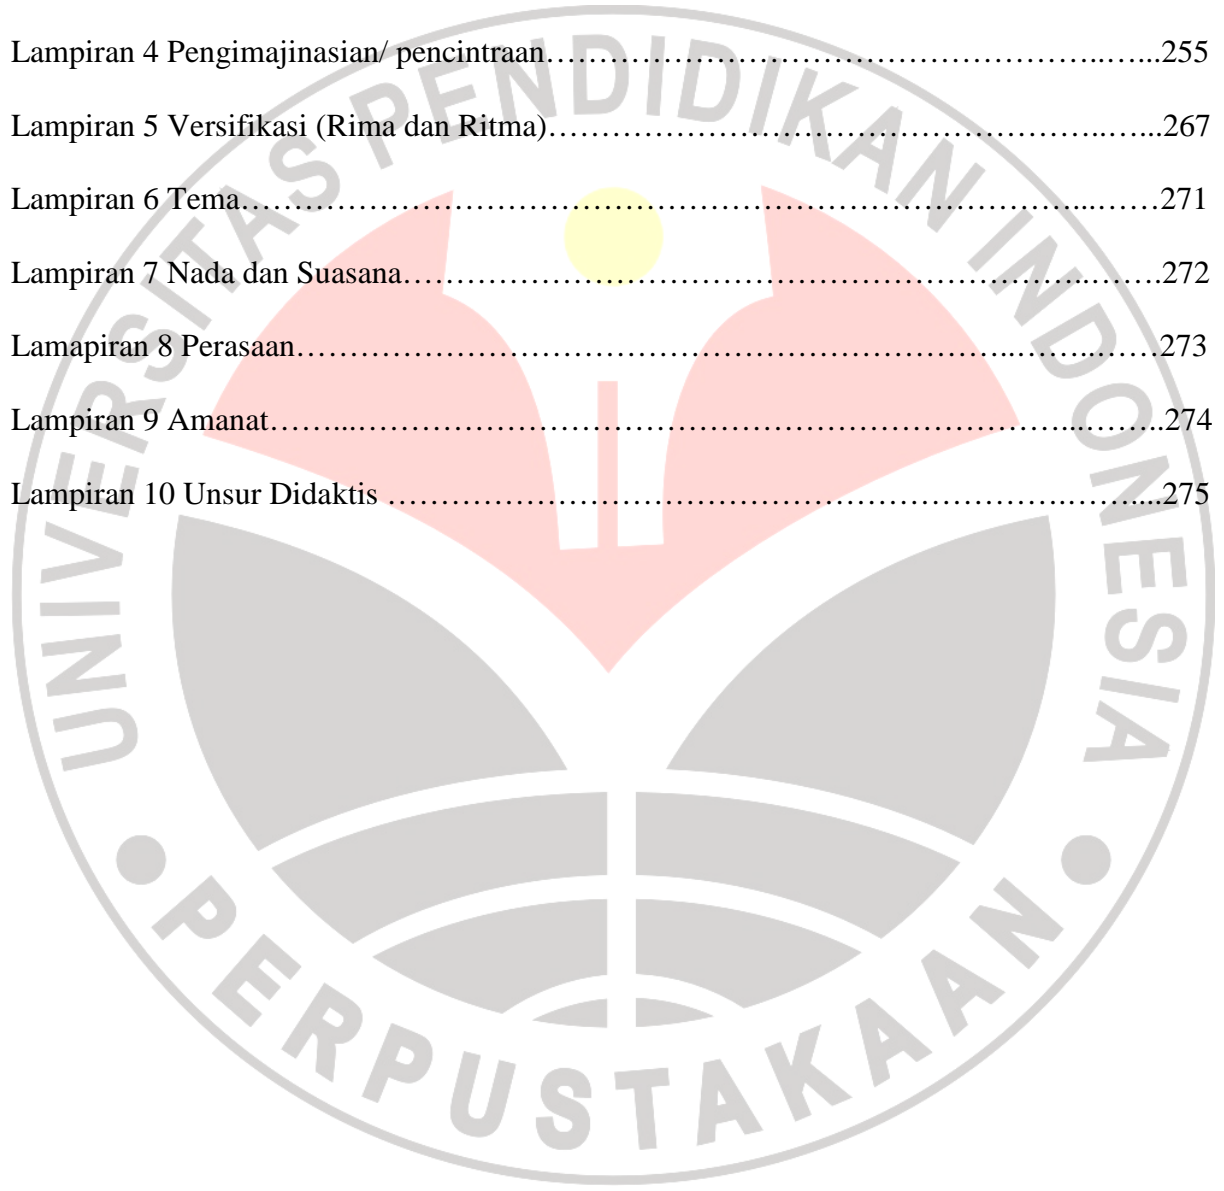 Lampiran 4 Pengimajinasian/ pencintraan……………………………………………………..…...255
Lampiran 5 Versifikasi (Rima dan Ritma)……………………………………………………..…...267
Lampiran 6 Tema………………………………………………………………………………...……271
Lampiran 7 Nada dan Suasana…………………………………………………………………..…….272
Lamapiran 8 Perasaan……………………………………………………………………..……..……273
Lampiran 9 Amanat……...……………………………………………………………………...……..274
Lampiran 10 Unsur Didaktis ………………………………………………………………….……....275
UNIVERSITAS PENDIDIKAN INDONESIA
PERPUSTAKAAN